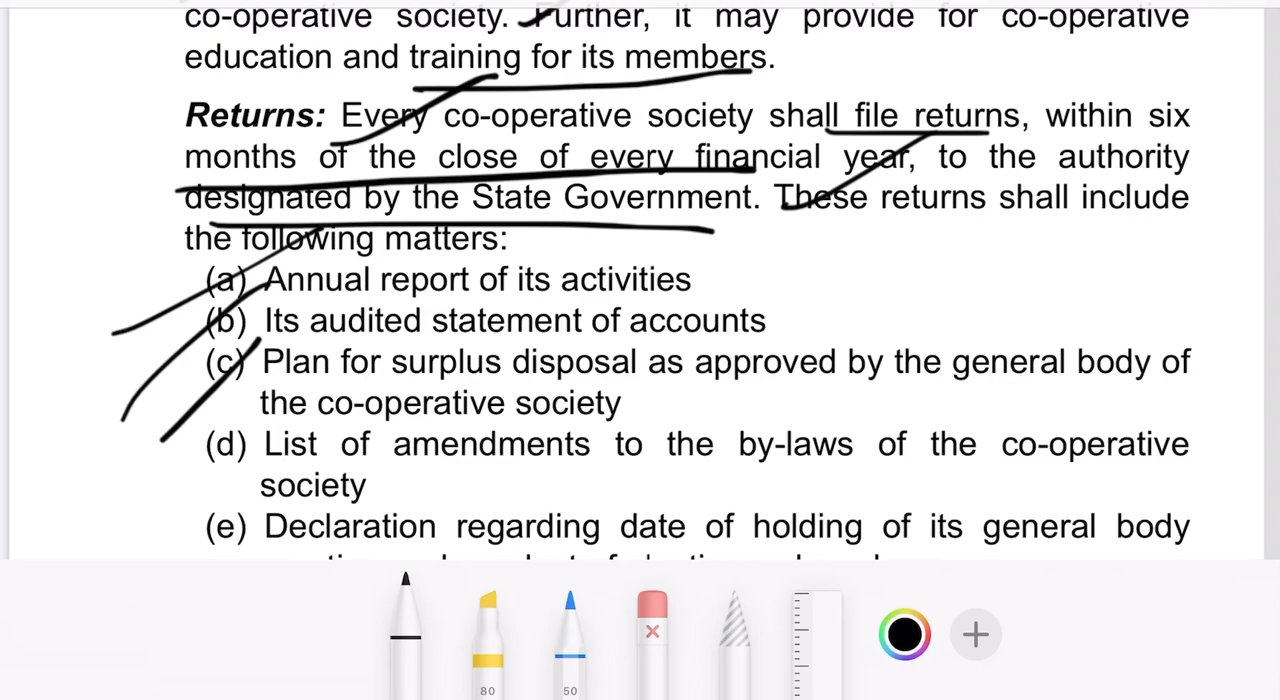 co-operative society. Further, it may provide for co-operative
education and training for its members.
Returns: Every co-operative society shall file returns, within six
months of the close of every financial year, to the authority
designated by the State Government. These returns shall include
the following matters:
(a) Annual report of its activities
(b) Its audited statement of accounts
(c) Plan for surplus disposal as approved by the general body of
the co-operative society
(d) List of amendments to the by-laws of the co-operative
society
(e) Declaration regarding date of holding of its general body
80 50